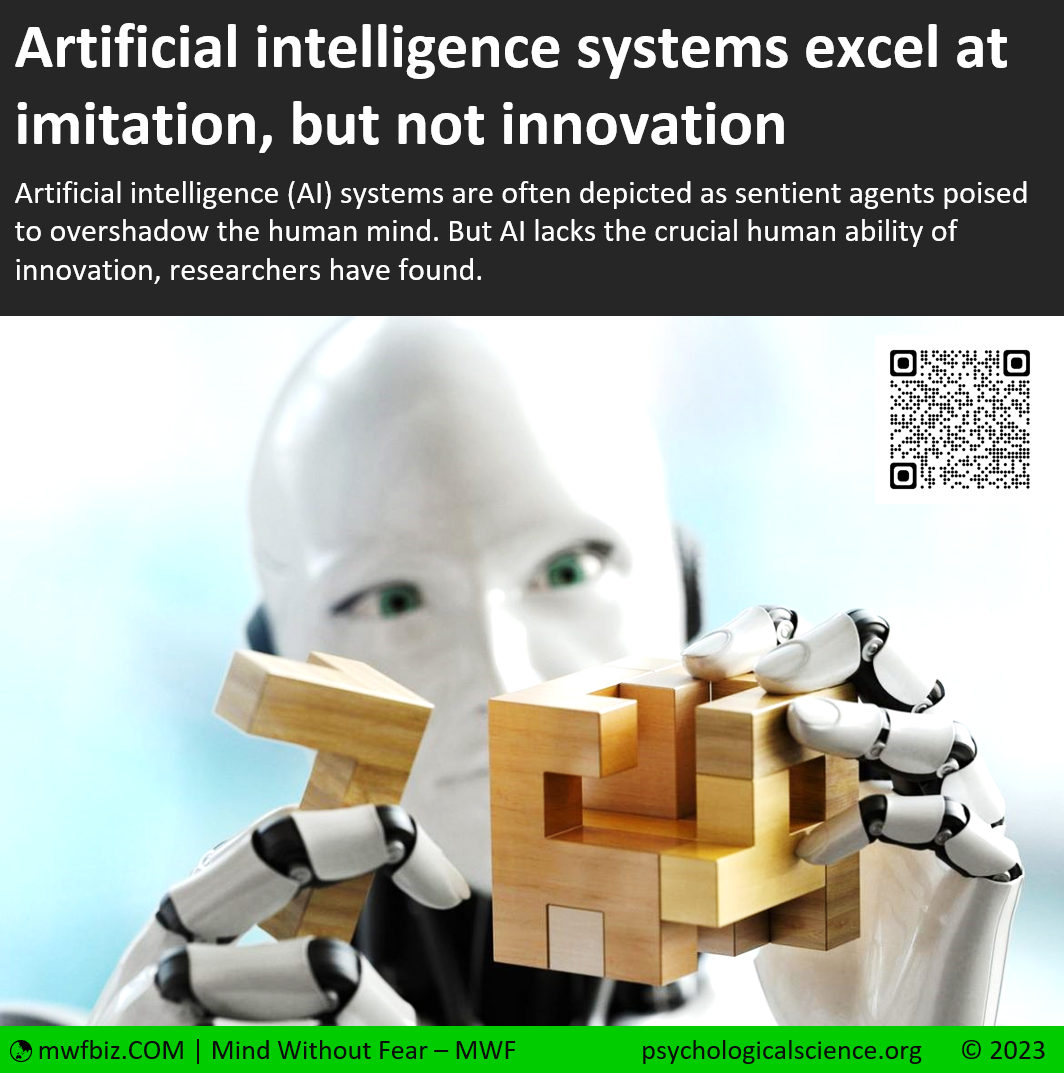 Artificial intelligence systems excel at
imitation, but not innovation
Artificial intelligence (AI) systems are often depicted as sentient agents poised
to overshadow the human mind. But AI lacks the crucial human ability of
innovation, researchers have found.
mwfbiz.COM | Mind Without Fear – MWF psychologicalscience.org © 2023